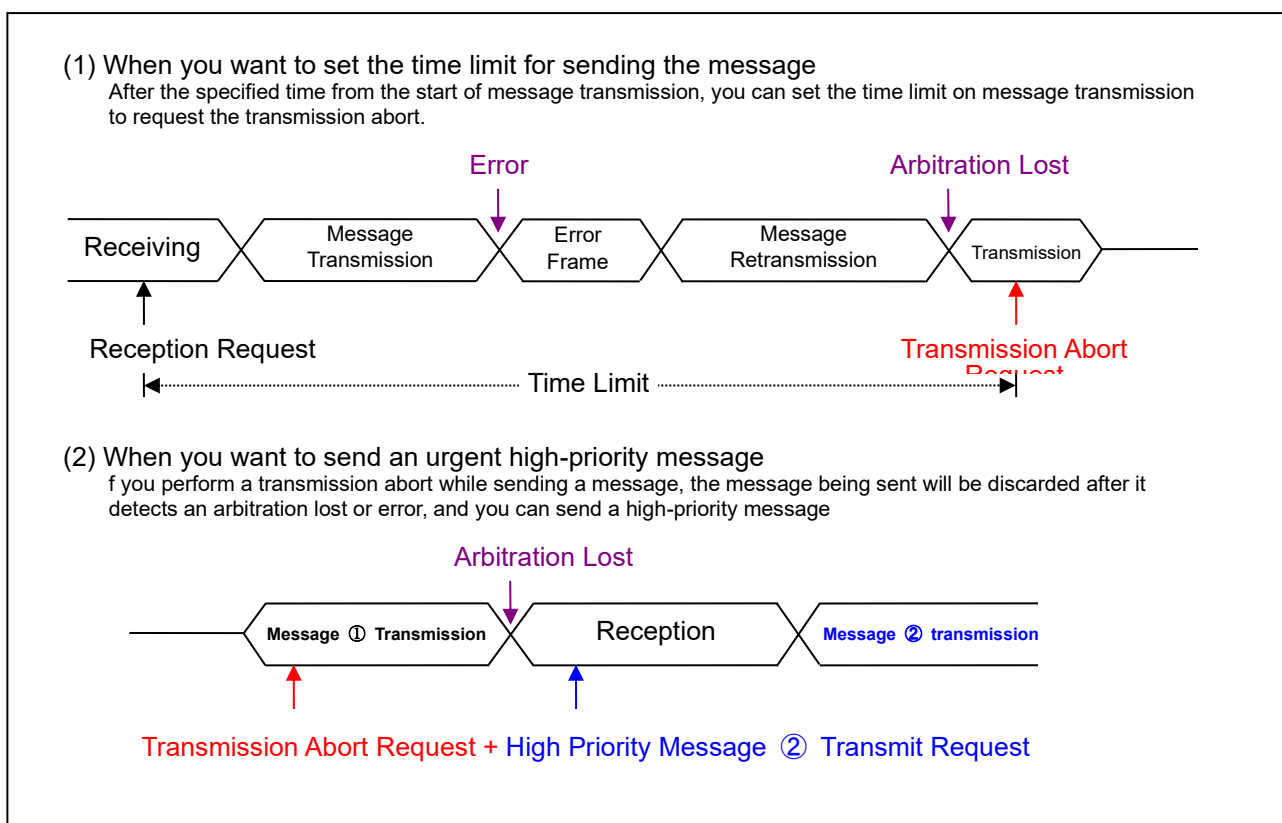 (1) When you want to set the time limit for sending the message
After the specified time from the start of message transmission, you can set the time limit on message transmission
to request the transmission abort.
Error
Arbitration Lost
Receiving
Message
Transmission
Error
Frame
Message
Retransmission
Transmission
Reception Request
Transmission Abort
Request
Time Limit
(2) When you want to send an urgent high-priority message
f you perform a transmission abort while sending a message, the message being sent will be discarded after it
detects an arbitration lost or error, and you can send a high-priority message
Arbitration Lost
Message ① Transmission
Reception
Message ② transmission
Transmission Abort Request + High Priority Message ② Transmit Request